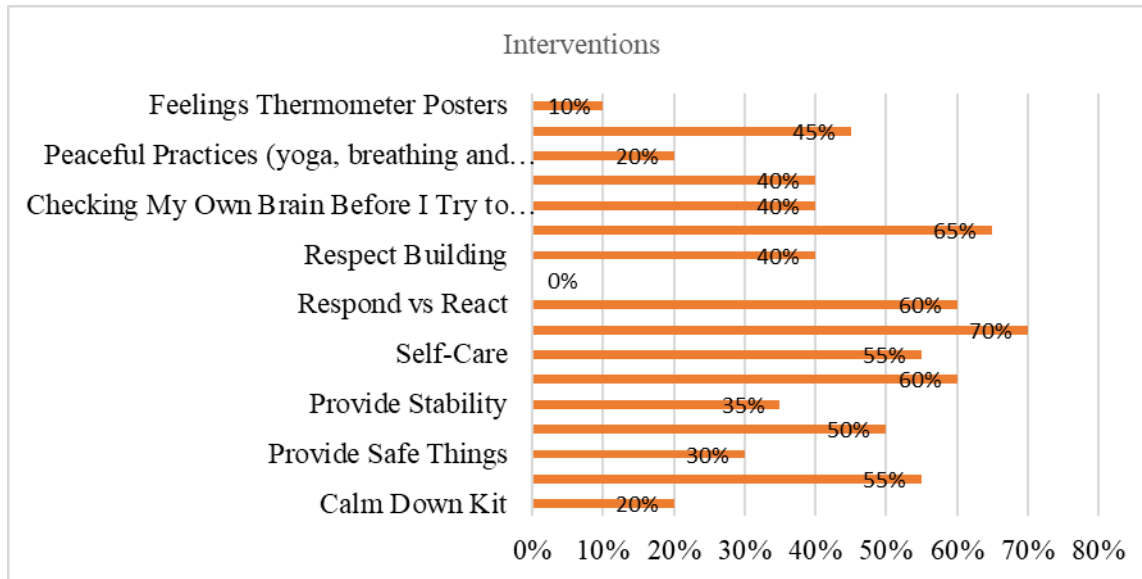 Interventions
Feelings Thermometer Posters 10%
45%
Peaceful Practices (yoga, breathing and… 20%
40%
Checking My Own Brain Before I Try to… 40%
65%
Respect Building 40%
0%
Respond vs React 60%
70%
Self-Care 55%
60%
Provide Stability 35%
50%
Provide Safe Things 30%
55%
Calm Down Kit 20%
0% 10% 20% 30% 40% 50% 60% 70% 80%